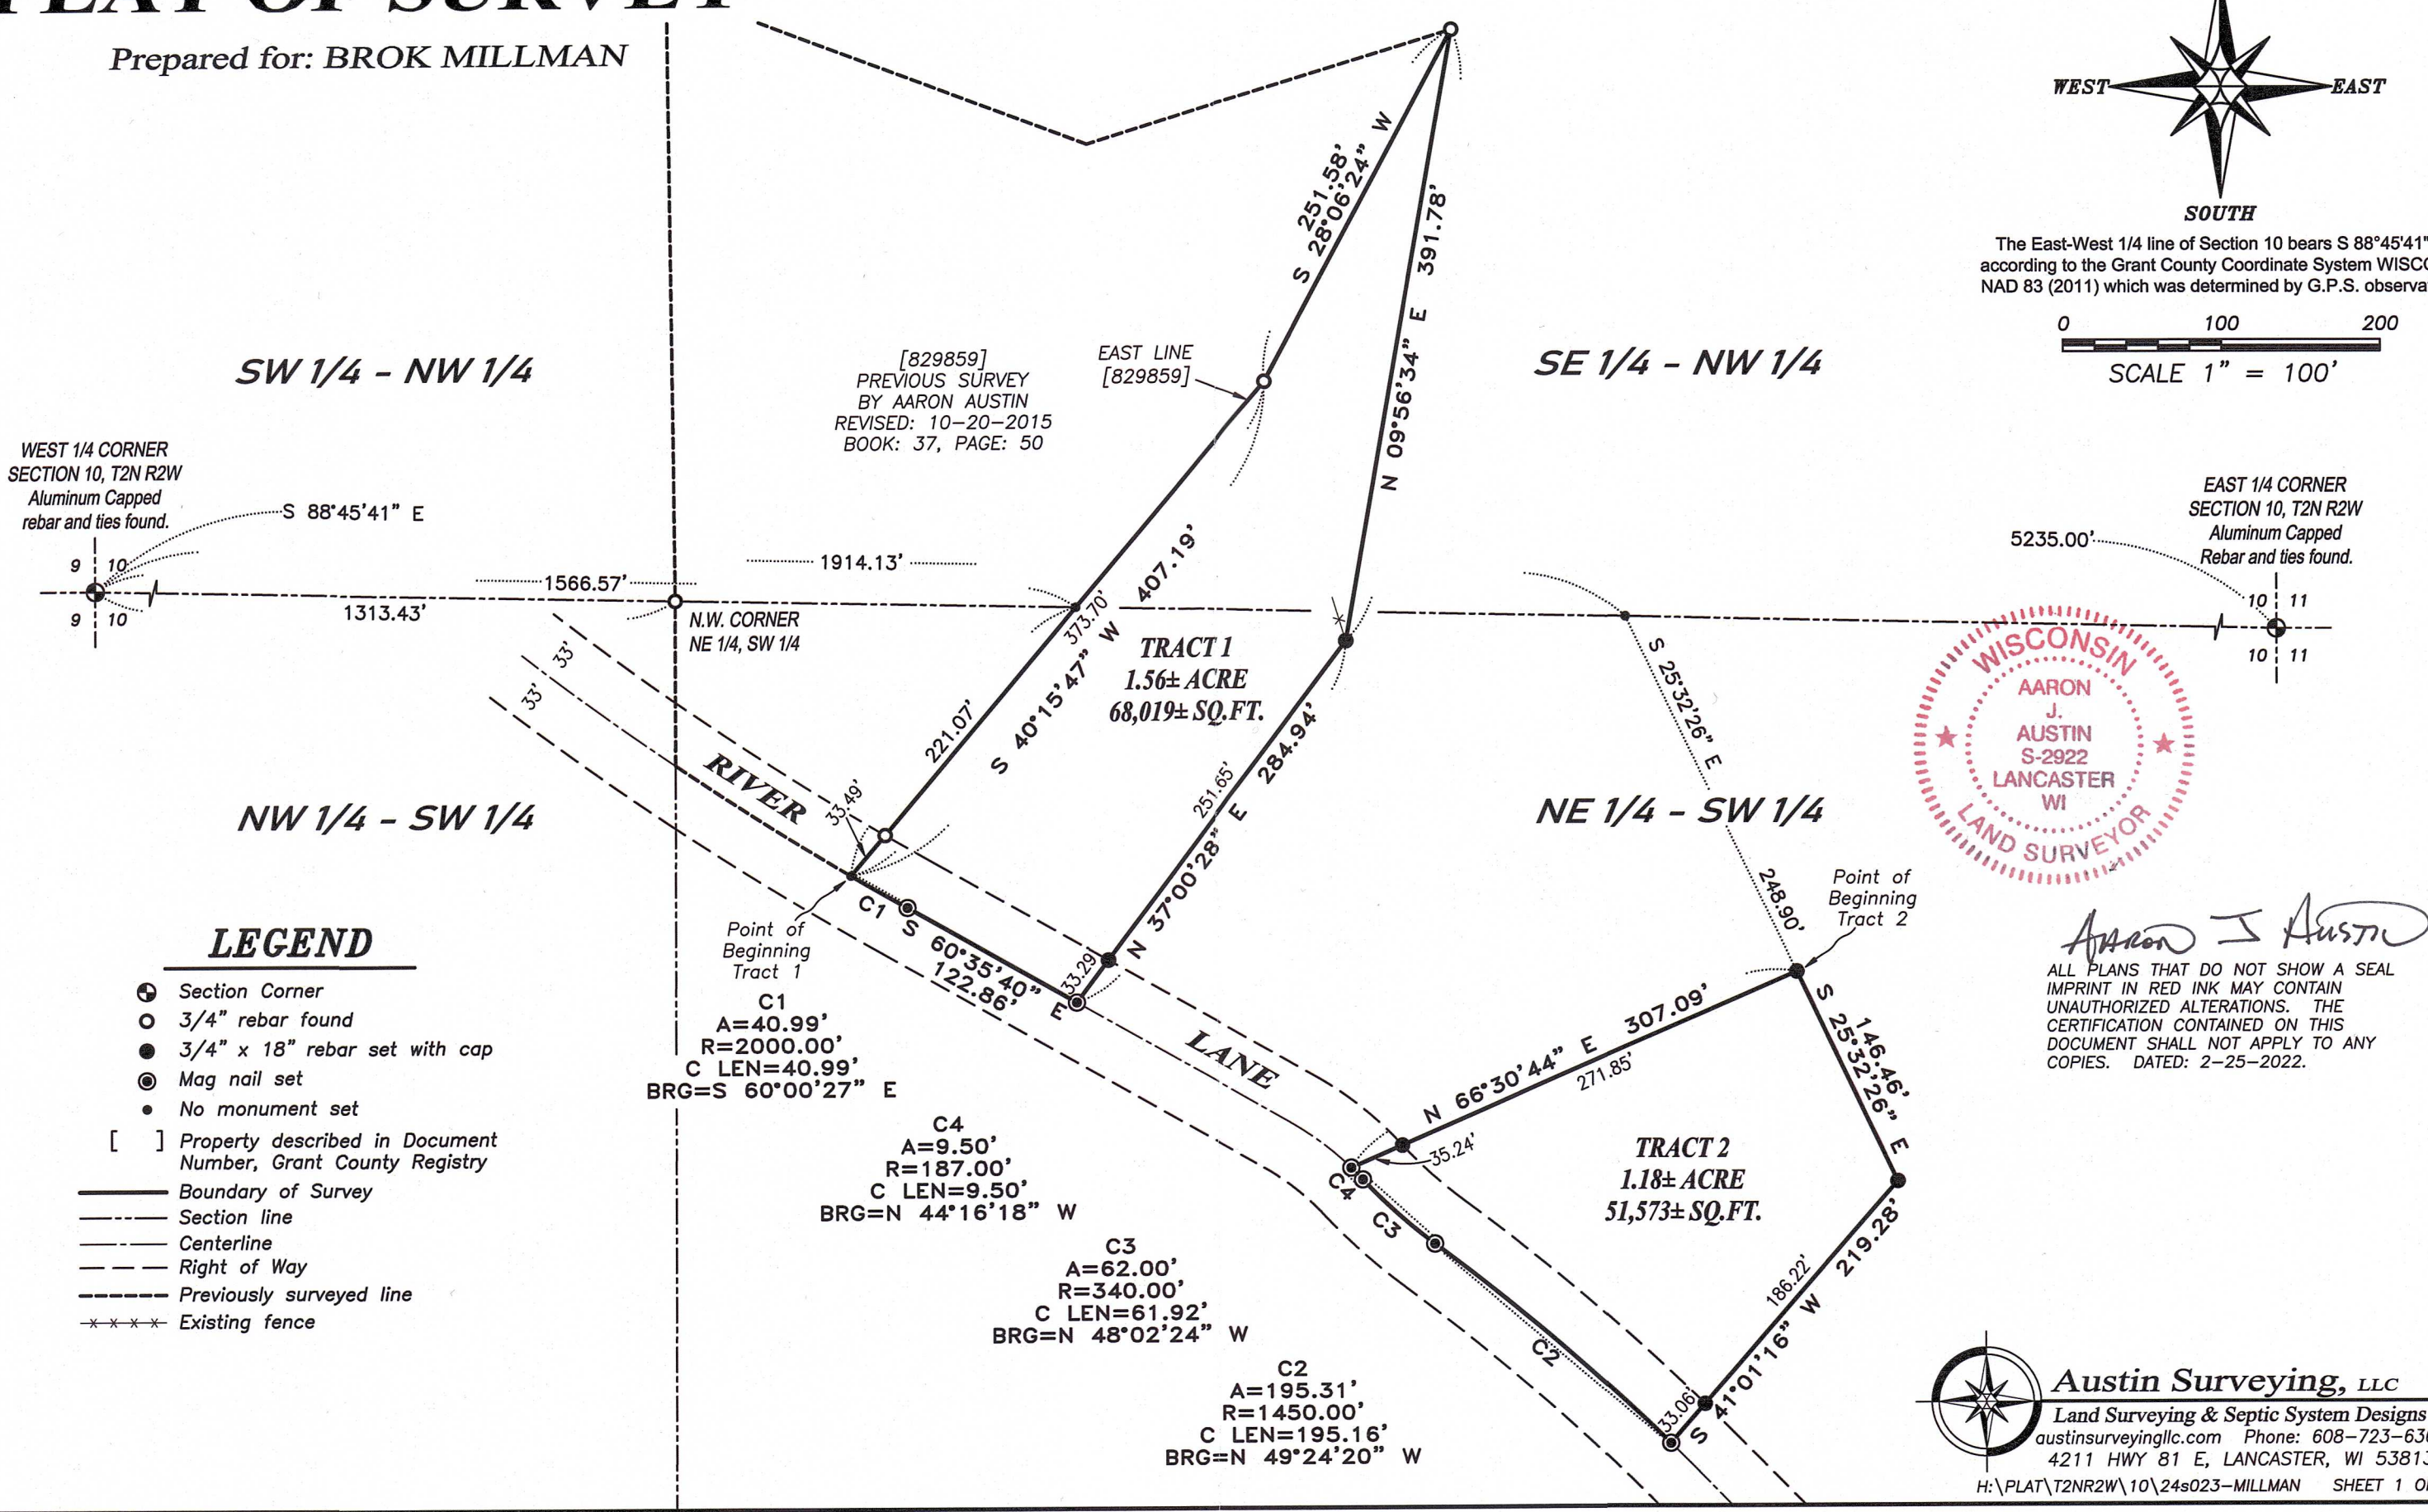 PLAT OF SURVEY
Prepared for: BROK MILLMAN
WEST
EAST
SOUTH
The East-West 1/4 line of Section 10 bears S 88°45'41"
according to the Grant County Coordinate System
NAD 83 (2011) which was determined by G.P.S.
0 100 200
SCALE 1" = 100'
251.58'
S 28°06'24" W
N 09°56'34" E 391.78'
SW 1/4 - NW 1/4
[829859]
PREVIOUS SURVEY
BY AARON AUSTIN
REVISED: 10-20-2015
BOOK: 37, PAGE: 50
EAST LINE
[829859]
SE 1/4 - NW 1/4
WEST 1/4 CORNER
SECTION 10, T2N R2W
Aluminum Capped
rebar and ties found.
S 88°45'41" E
9 10
9 10
1566.57'
1914.13'
1313.43'
N.W. CORNER
NE 1/4, SW 1/4
EAST 1/4 CORNER
SECTION 10, T2N R2W
Aluminum Capped
Rebar and ties found.
5235.00'
10 11
10 11
33'
33'
373.70'
S 40°15'47" W 407.19'
221.07'
33.49'
TRACT 1
1.56± ACRE
68,019± SQ.FT.
N 37°00'28" E 284.94'
251.65'
33.29'
S 25°32'26" E
248.90'
WISCONSIN
AARON
J.
AUSTIN
S-2922
LANCASTER
WI
LAND SURVEYOR
NW 1/4 - SW 1/4
RIVER
LANE
NE 1/4 - SW 1/4
Point of
Beginning
Tract 1
C1
S 60°35'40" E
122.86'
Point of
Beginning
Tract 2
AARON J AUSTIN
ALL PLANS THAT DO NOT SHOW A SEAL
IMPRINT IN RED INK MAY CONTAIN
UNAUTHORIZED ALTERATIONS. THE
CERTIFICATION CONTAINED ON THIS
DOCUMENT SHALL NOT APPLY TO ANY
COPIES. DATED: 2-25-2022.
LEGEND
Section Corner
3/4" rebar found
3/4" x 18" rebar set with cap
Mag nail set
No monument set
[ ] Property described in Document
Number, Grant County Registry
Boundary of Survey
Section line
Centerline
Right of Way
Previously surveyed line
x x x x Existing fence
C1
A=40.99'
R=2000.00'
C LEN=40.99'
BRG=S 60°00'27" E
C4
A=9.50'
R=187.00'
C LEN=9.50'
BRG=N 44°16'18" W
C3
A=62.00'
R=340.00'
C LEN=61.92'
BRG=N 48°02'24" W
C2
A=195.31'
R=1450.00'
C LEN=195.16'
BRG=N 49°24'20" W
N 66°30'44" E 307.09'
271.85'
35.24'
146.46'
S 25°32'26" E
TRACT 2
1.18± ACRE
51,573± SQ.FT.
C4
C3
C2
186.22'
S 41°01'16" W 219.28'
33.06'
Austin Surveying, LLC
Land Surveying & Septic System Designs
austinsurveyingllc.com Phone: 608-723-
4211 HWY 81 E, LANCASTER, WI 53813
H:\PLAT\T2NR2W\10\24s023-MILLMAN SHEET 1